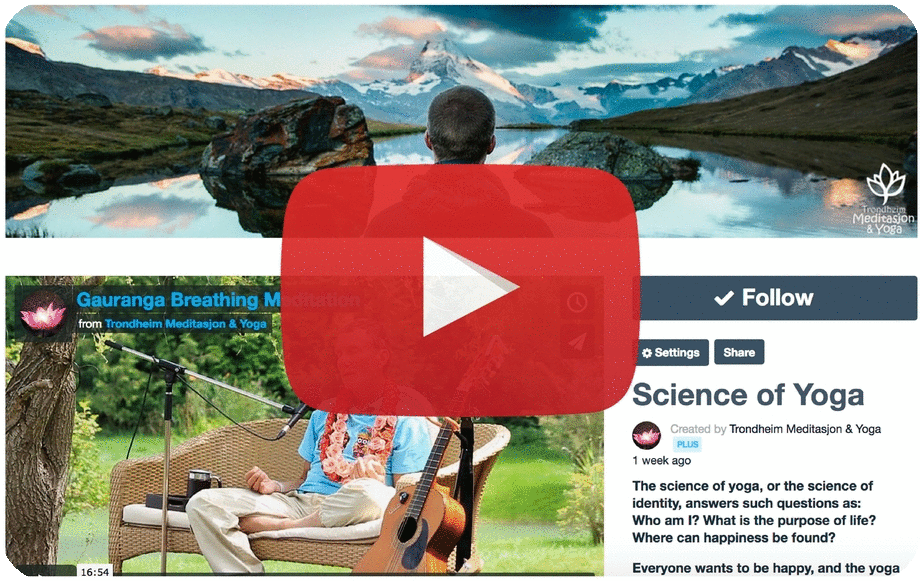 Trondheim
Meditasjon
& Yoga
Gauranga Breathing Meditation
from Trondheim Meditasjon & Yoga
16:54
Follow
Settings
Share
Science of Yoga
Created by Trondheim Meditasjon & Yoga
PLUS
1 week ago
The science of yoga, or the science of
identity, answers such questions as:
Who am I? What is the purpose of life?
Where can happiness be found?
Everyone wants to be happy, and the yoga